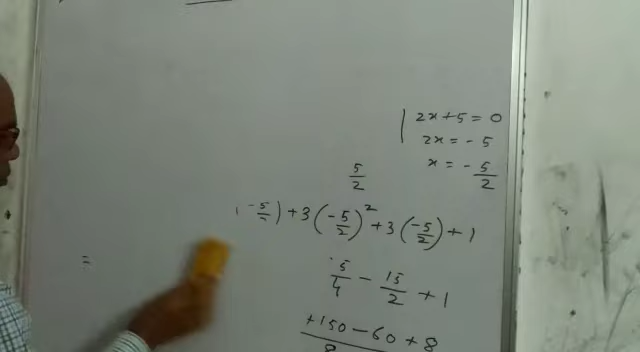 2x+5=0
2x=-5
x=-5/2
5/2
-5/2)+3(-5/2)²+3(-5/2)+1
=
5/4-15/2+1
+150-60+8/8